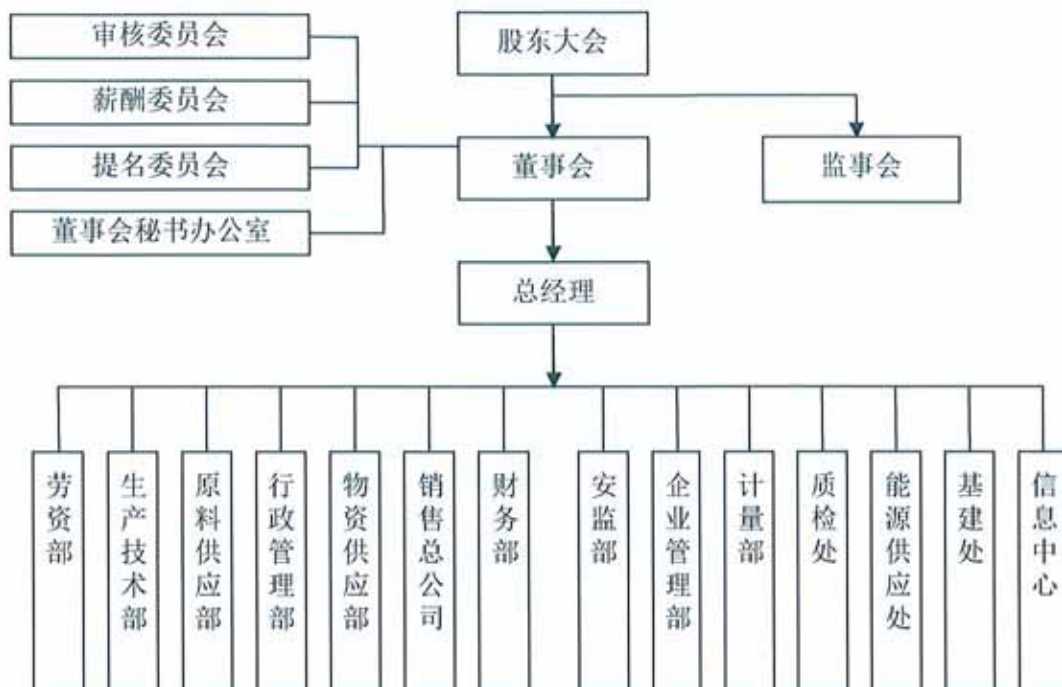 审核委员会
股东大会
薪酬委员会
提名委员会
董事会
监事会
董事会秘书办公室
总经理
劳资部
生产技术部
原料供应部
行政管理部
物资供应部
销售总公司
财务部
安监部
企业管理部
计量部
质检处
能源供应处
基建处
信息中心